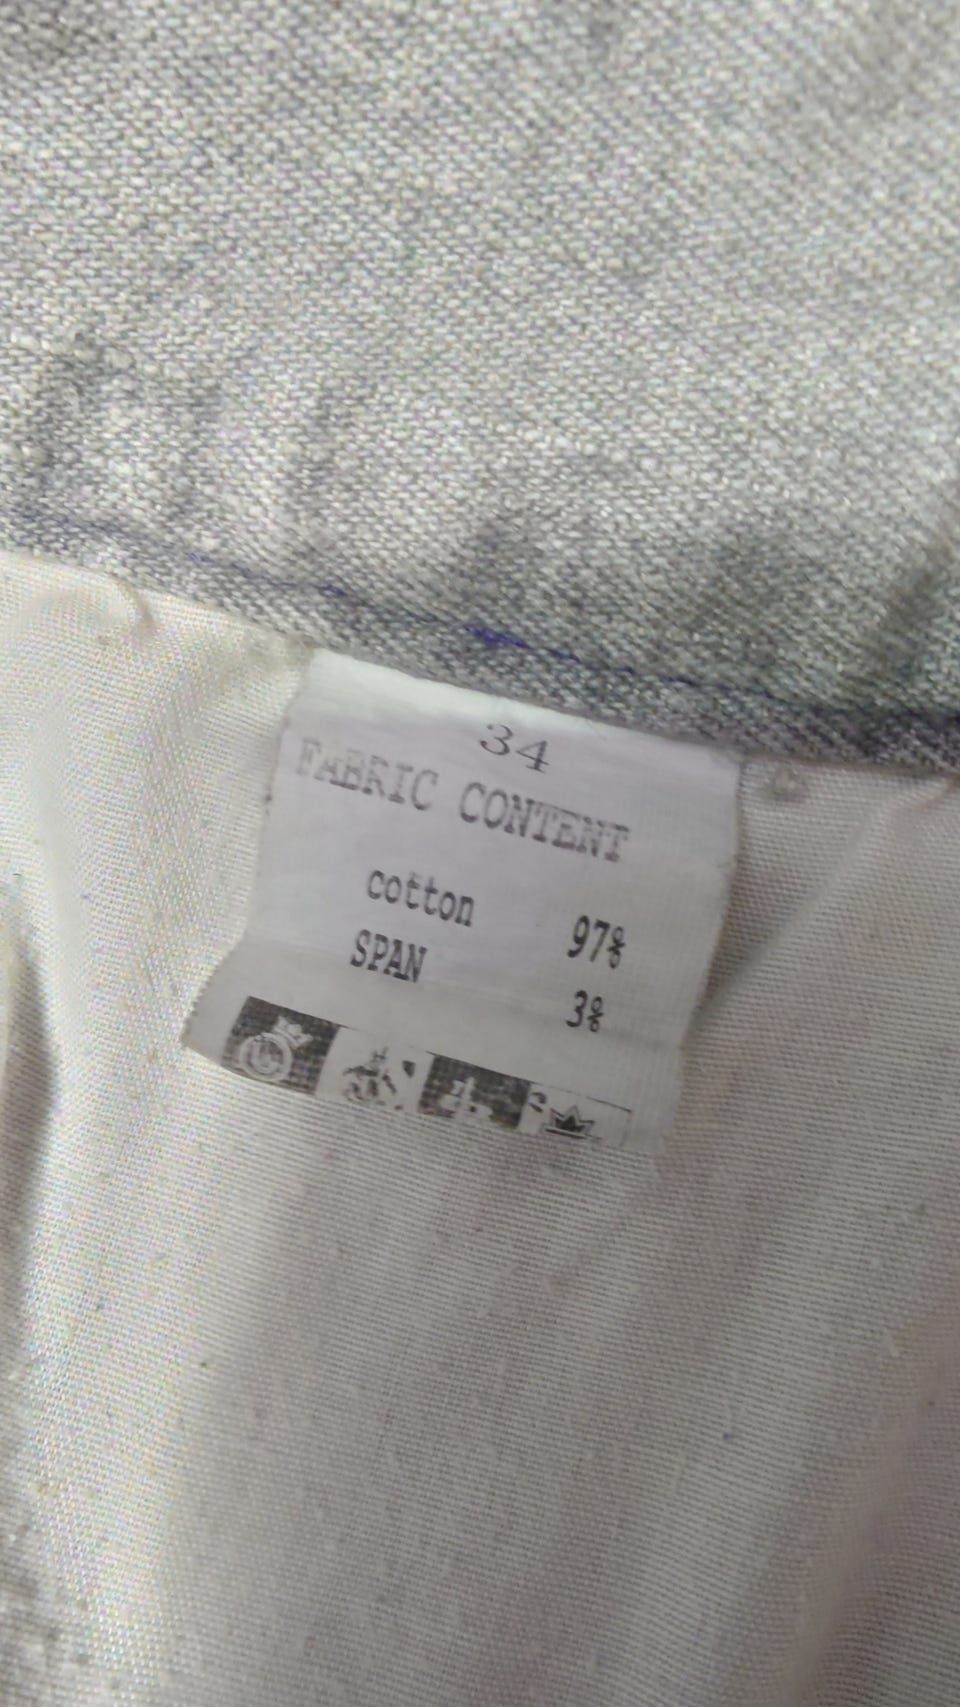 34
FABRIC CONTENT
cotton 97%
SPAN 3%